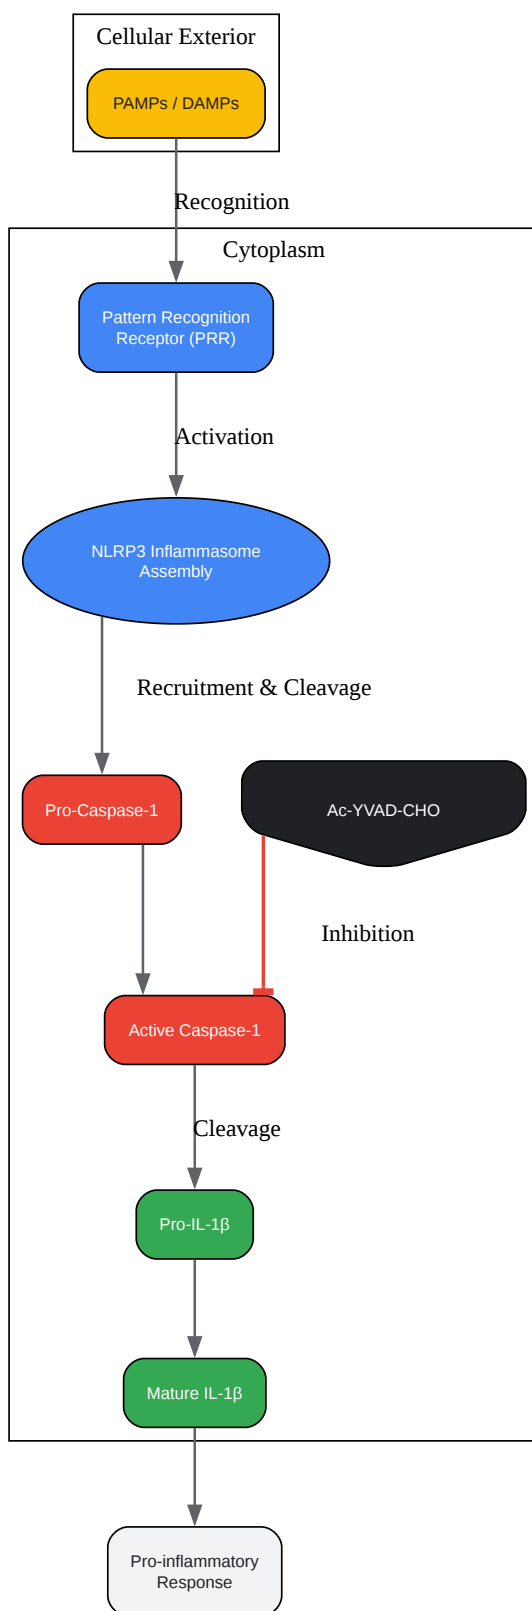 Cellular Exterior
PAMPs / DAMPs
Recognition
Cytoplasm
Pattern Recognition
Receptor (PRR)
Activation
NLRP3 Inflammasome
Assembly
Recruitment & Cleavage
Pro-Caspase-1
Ac-YVAD-CHO
Inhibition
Active Caspase-1
Cleavage
Pro-IL-1β
Mature IL-1β
Pro-inflammatory
Response